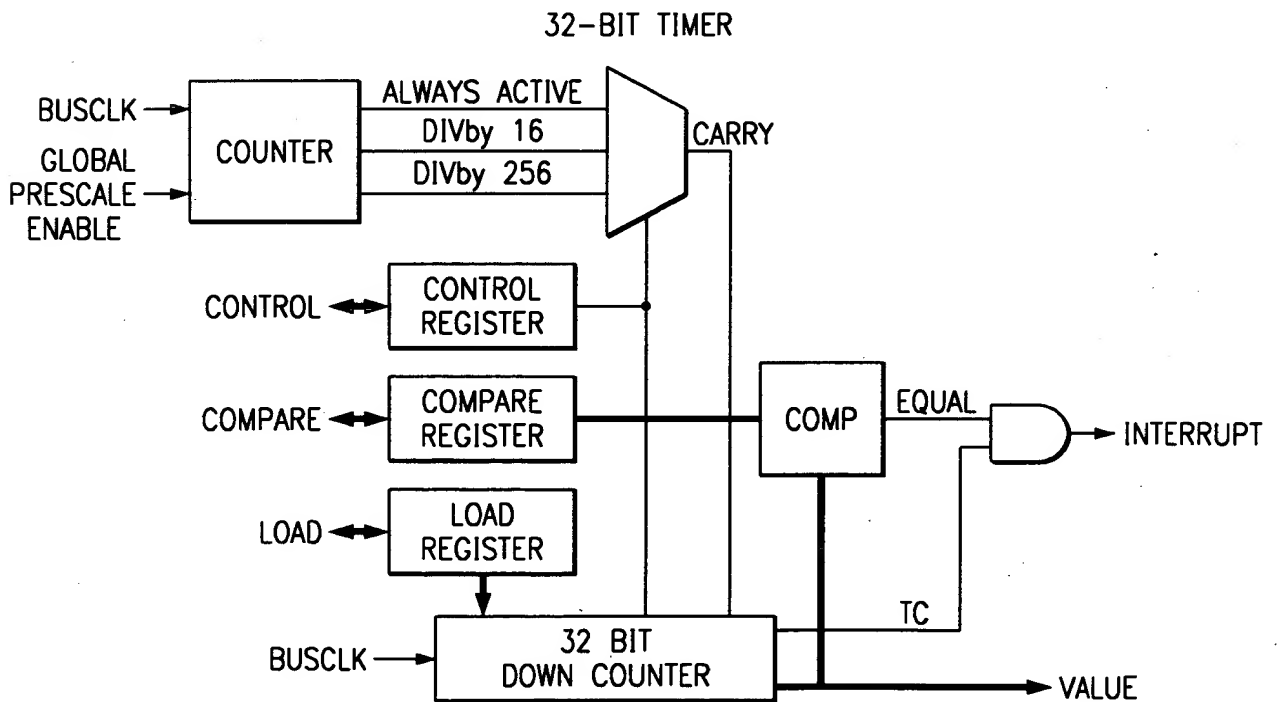 32-BIT TIMER
BUSCLK
GLOBAL
PRESCALE
ENABLE
COUNTER
ALWAYS ACTIVE
DIVby 16
DIVby 256
CARRY
CONTROL
CONTROL
REGISTER
COMPARE
COMPARE
REGISTER
COMP
EQUAL
INTERRUPT
LOAD
LOAD
REGISTER
BUSCLK
32 BIT
DOWN COUNTER
TC
VALUE